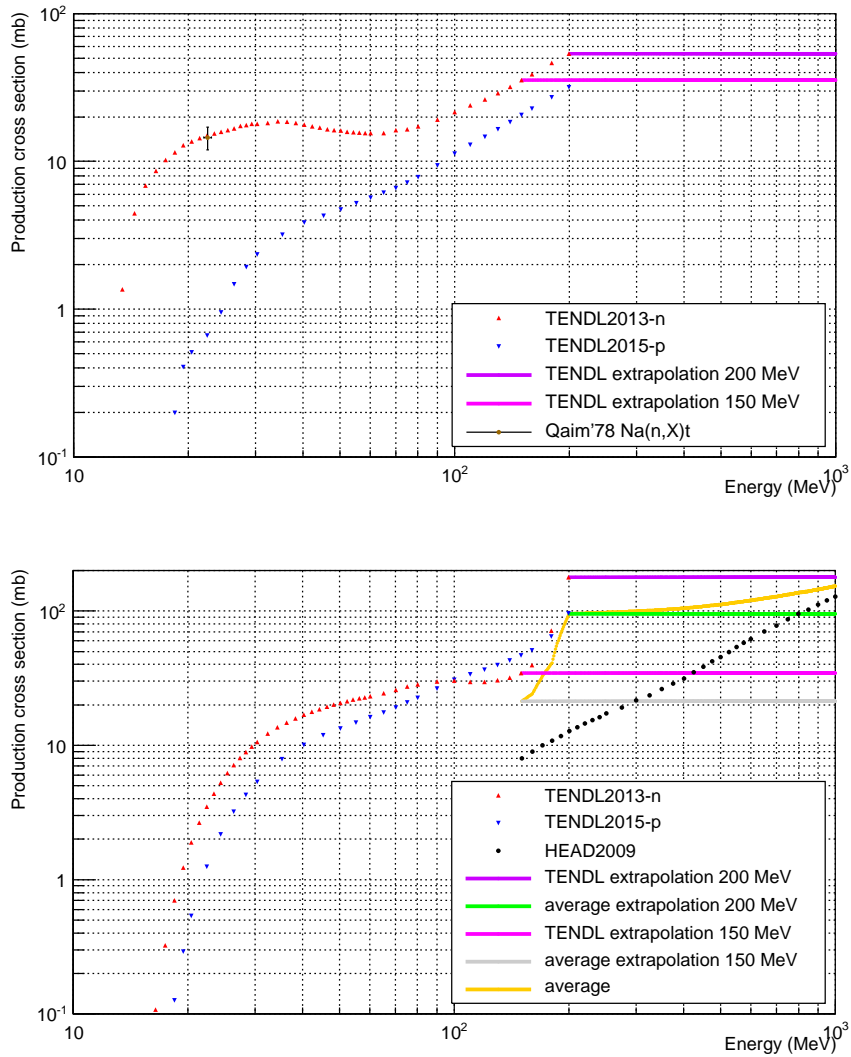 Production cross section (mb)
10²
10
1
10⁻¹
TENDL2013-n
TENDL2015-p
TENDL extrapolation 200 MeV
TENDL extrapolation 150 MeV
Qaim'78 Na(n,X)t
10
10²
10³
Energy (MeV)
Production cross section (mb)
10²
10
1
10⁻¹
TENDL2013-n
TENDL2015-p
HEAD2009
TENDL extrapolation 200 MeV
average extrapolation 200 MeV
TENDL extrapolation 150 MeV
average extrapolation 150 MeV
average
10
10²
10³
Energy (MeV)